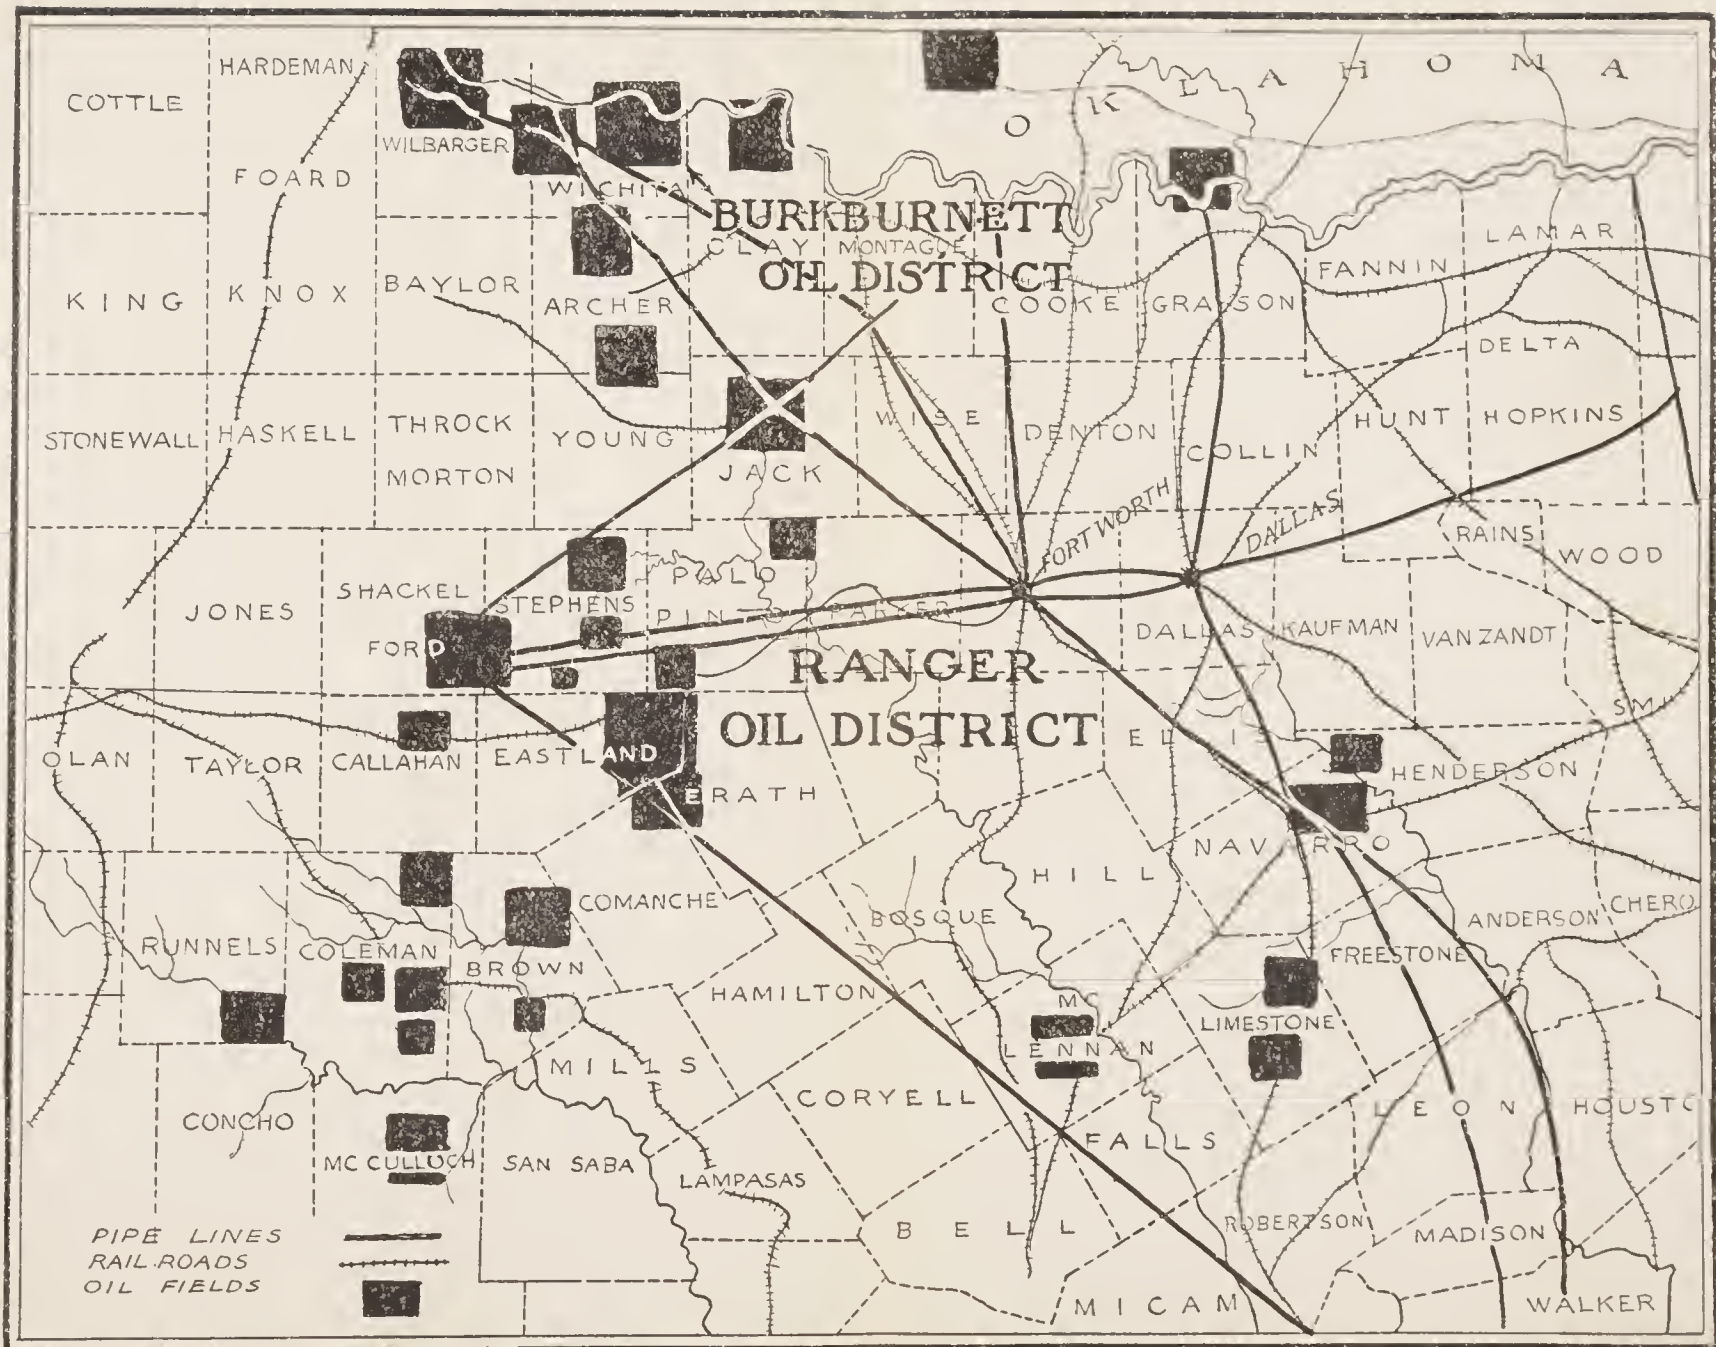 OKLAHOMA
HARDEMAN
COTTLE
WILBARGER
FOARD
WICHITA
BURKBURNETT
OIL DISTRICT
CLAY
MONTAGUE
LAMAR
FANNIN
KING
KNOX
BAYLOR
ARCHER
COOKE
GRAYSON
DELTA
STONEWALL
HASKELL
THROCK
MORTON
YOUNG
JACK
WISE
DENTON
COLLIN
HUNT
HOPKINS
FORT WORTH
DALLAS
RAINS
WOOD
JONES
SHACKEL
FORD
STEPHENS
PALO
PINTO
PARKER
DALLAS
KAUFMAN
VAN ZANDT
RANGER
OIL DISTRICT
SM
OLAN
TAYLOR
CALLAHAN
EASTLAND
ERATH
ELLIS
HENDERSON
NAVARRO
HILL
COMANCHE
BOSQUE
ANDERSON
CHERO
RUNNELS
COLEMAN
BROWN
HAMILTON
FREESTONE
MC
LENNAN
LIMESTONE
MILLS
CORYELL
FALLS
LEON
HOUSTO
CONCHO
MC CULLOCH
SAN SABA
LAMPASAS
BELL
ROBERTSON
MADISON
MICAM
WALKER
PIPE LINES
RAIL.ROADS
OIL FIELDS